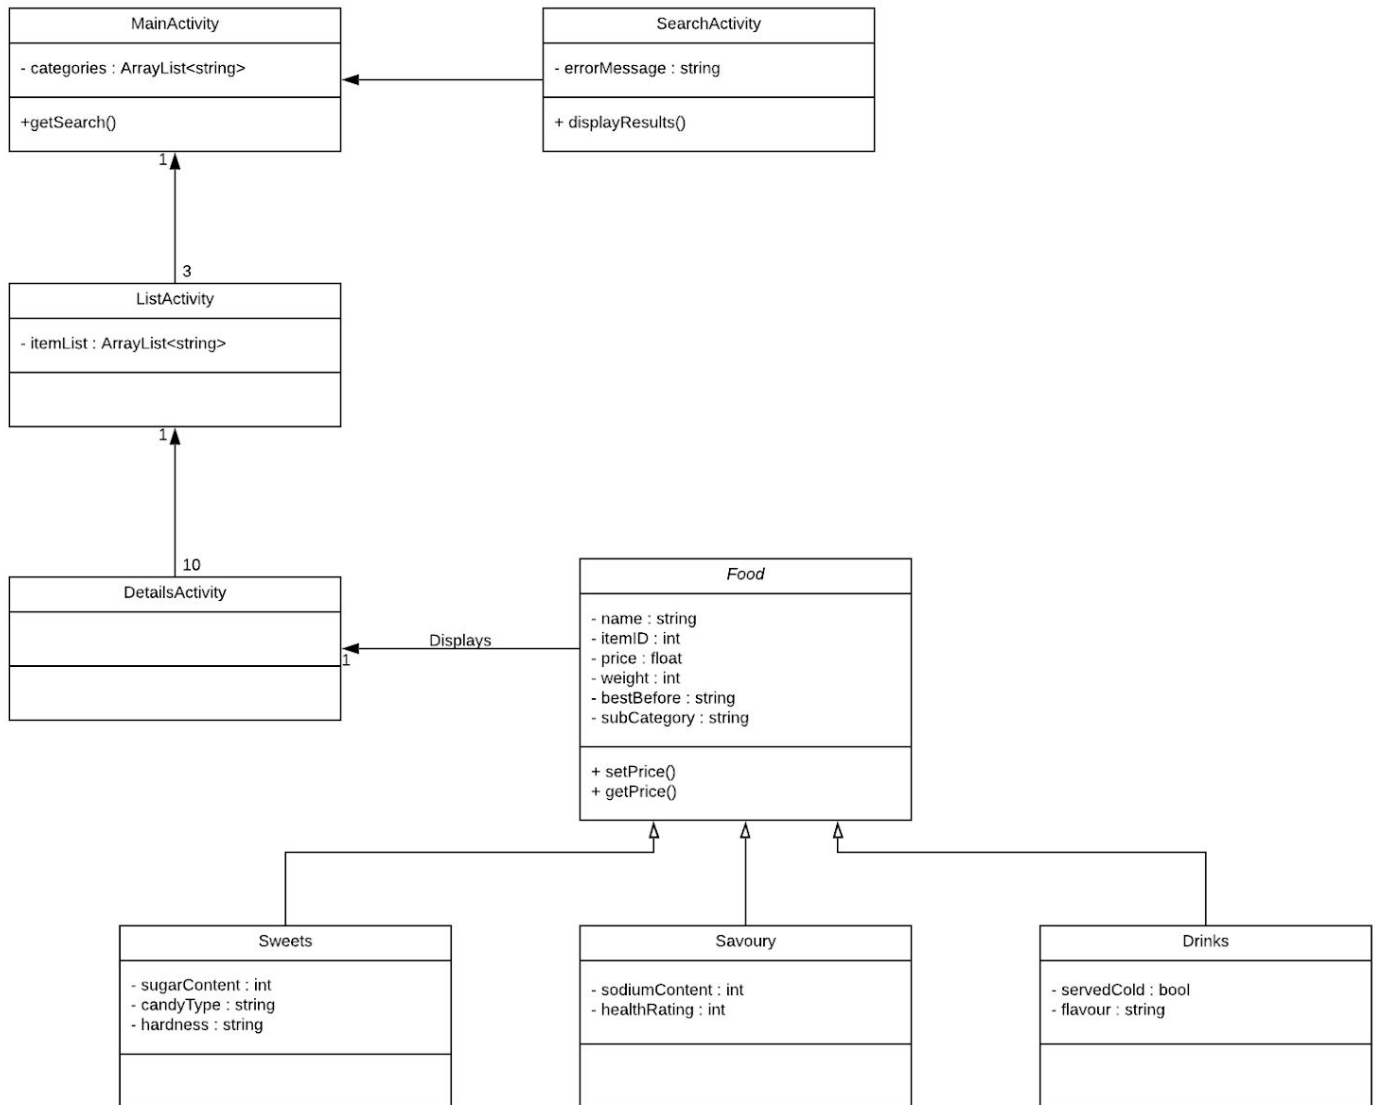 MainActivity
- categories : ArrayList<string>
+getSearch()
SearchActivity
- errorMessage : string
+ displayResults()
1
3
ListActivity
- itemList : ArrayList<string>
1
10
DetailsActivity
Displays
1
Food
- name : string
- itemID : int
- price : float
- weight : int
- bestBefore : string
- subCategory : string
+ setPrice()
+ getPrice()
Sweets
- sugarContent : int
- candyType : string
- hardness : string
Savoury
- sodiumContent : int
- healthRating : int
Drinks
- servedCold : bool
- flavour : string